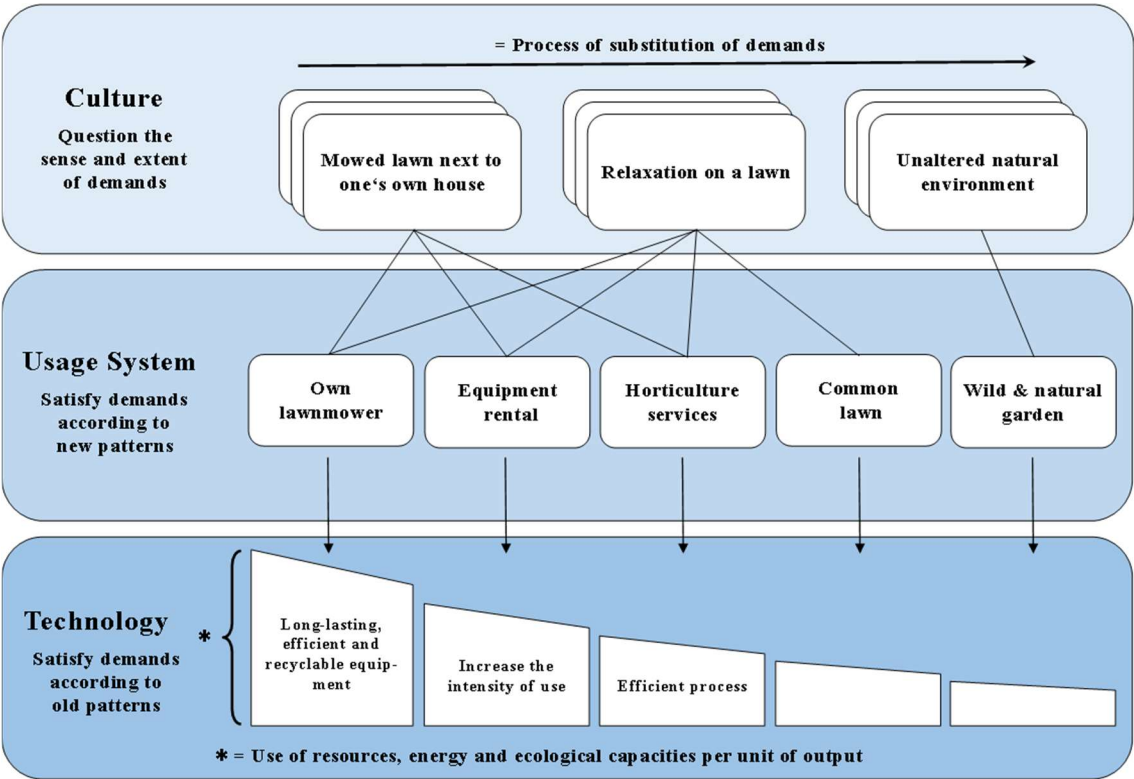 = Process of substitution of demands
Culture
Question the
sense and extent
of demands
Mowed lawn next to
one‘s own house
Relaxation on a lawn
Unaltered natural
environment
Usage System
Satisfy demands
according to
new patterns
Own
lawnmower
Equipment
rental
Horticulture
services
Common
lawn
Wild & natural
garden
Technology
Satisfy demands
according to
old patterns
*
Long-lasting,
efficient and
recyclable equip-
ment
Increase the
intensity of use
Efficient process
* = Use of resources, energy and ecological capacities per unit of output